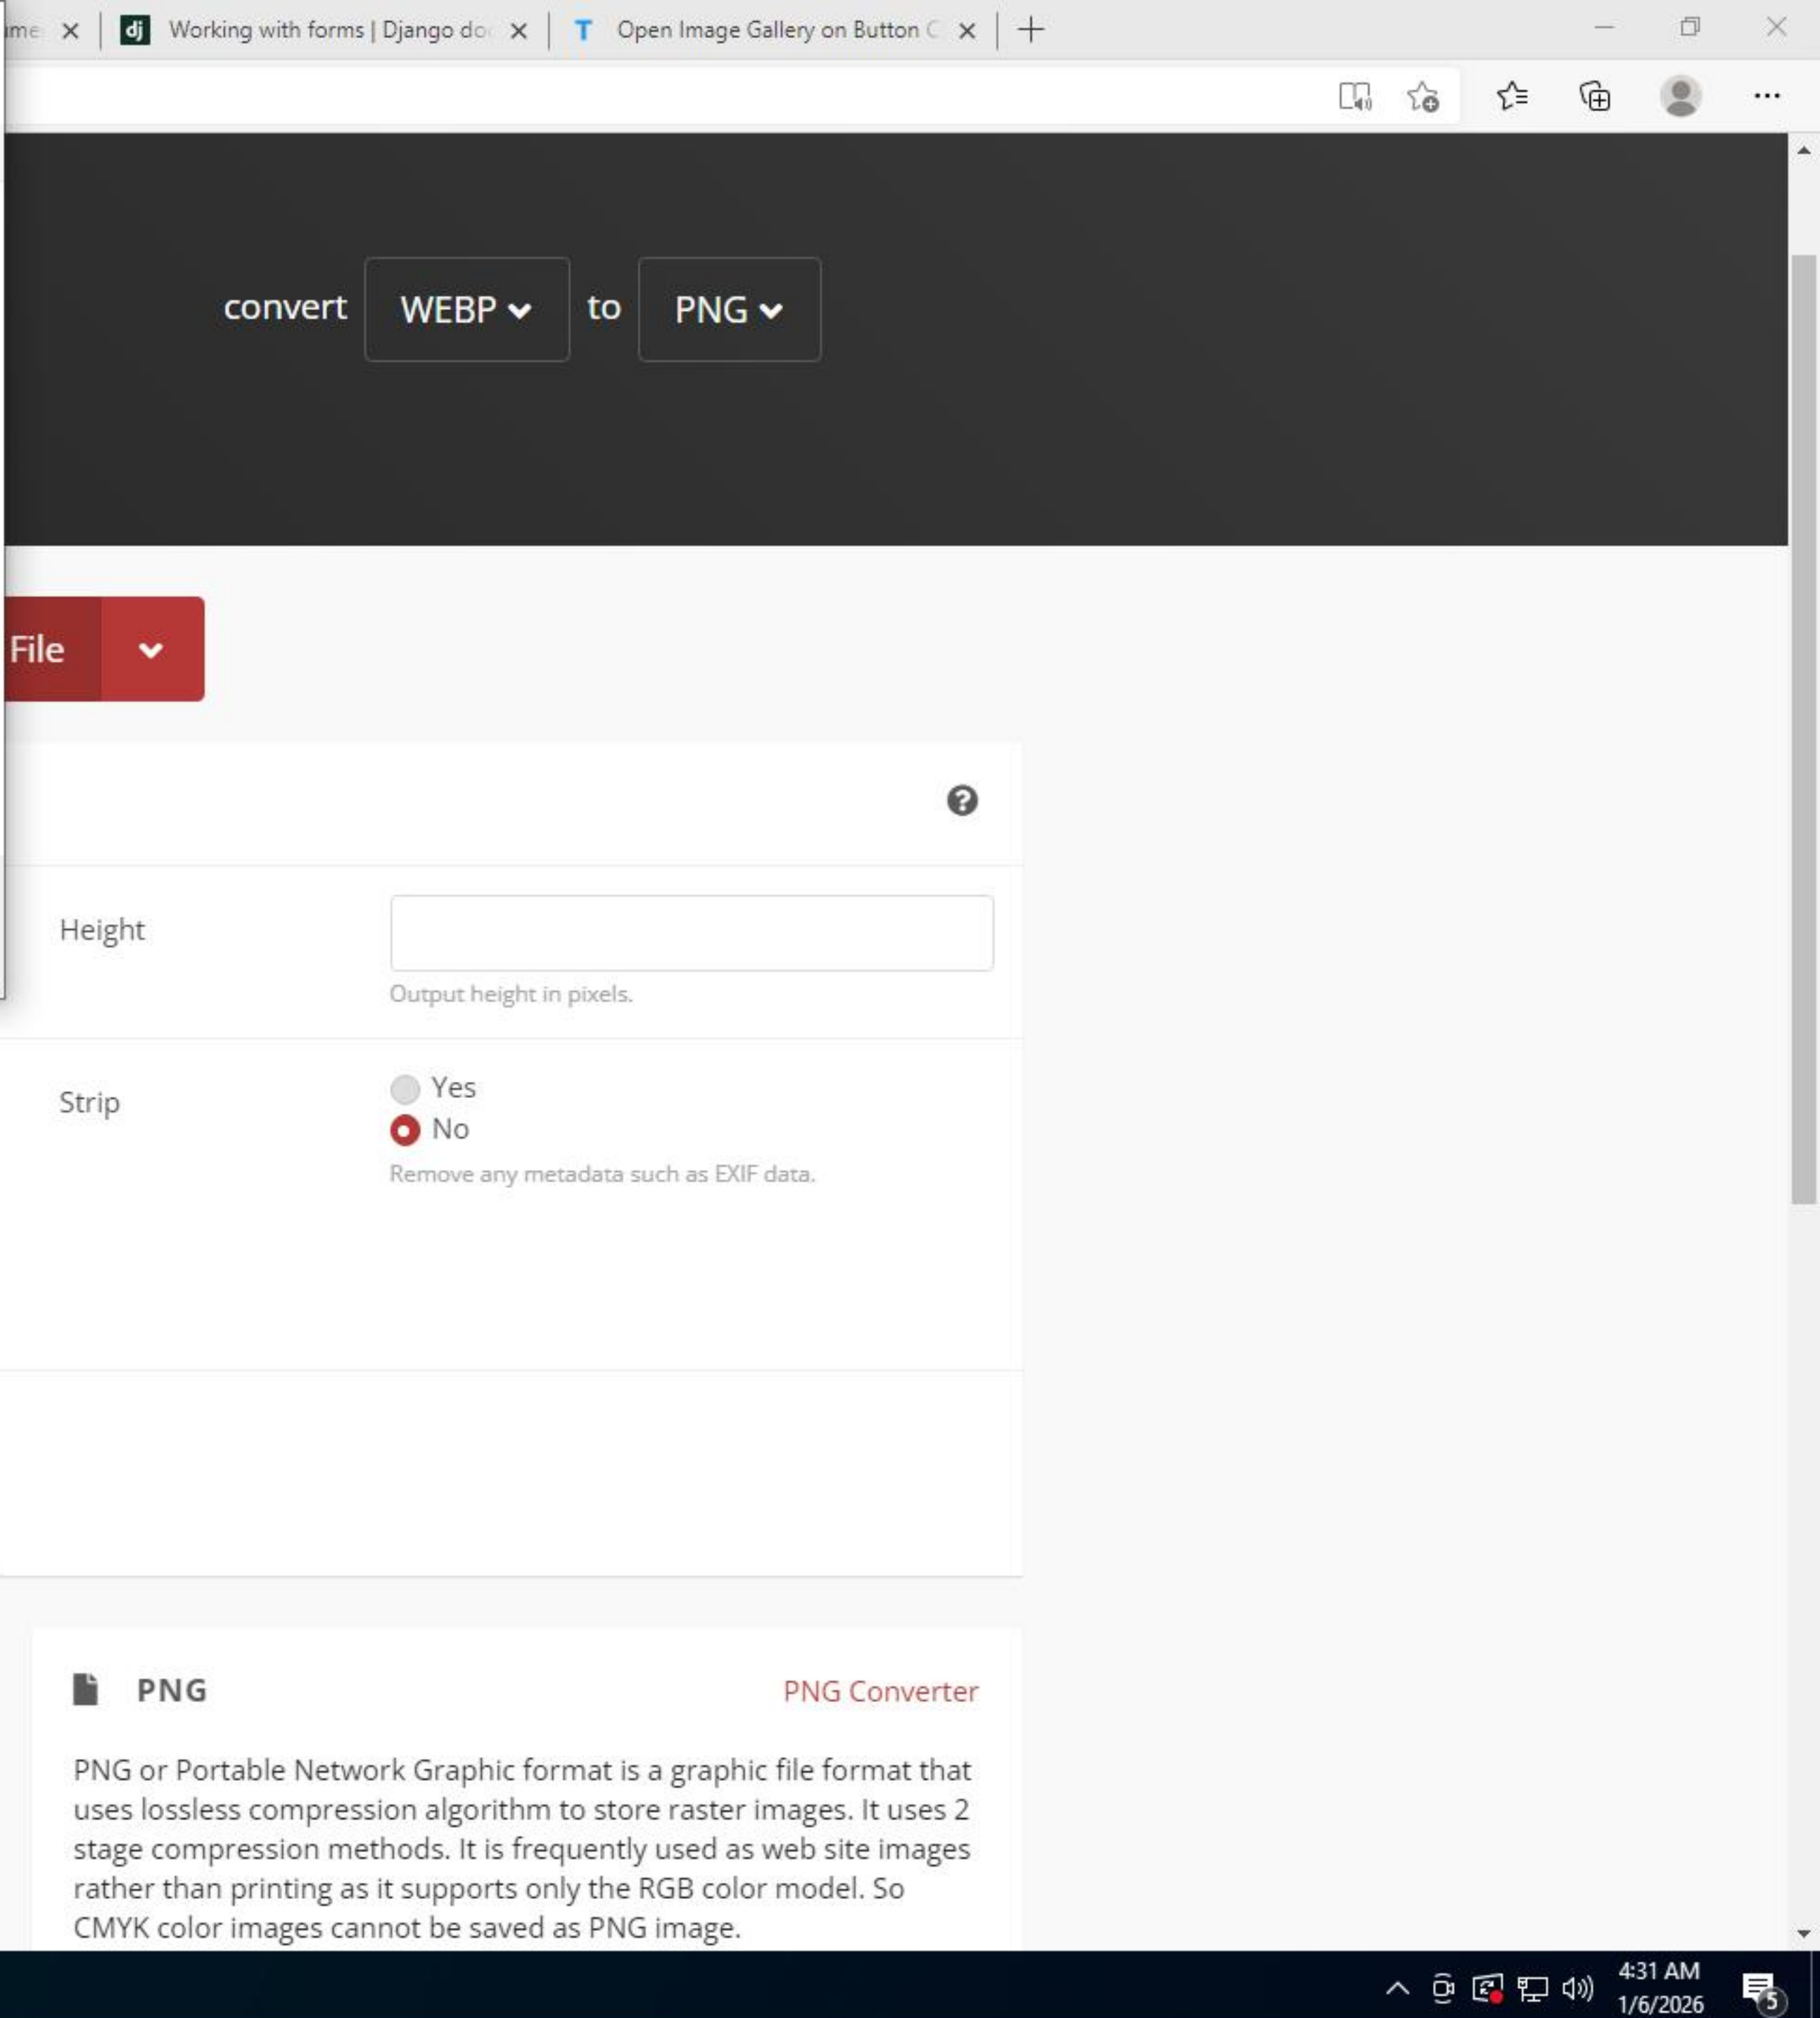 Working with forms | Django do
Open Image Gallery on Button
convert WEBP to PNG
File
Height
Output height in pixels.
Strip
Yes
No
Remove any metadata such as EXIF data.
PNG
PNG Converter
PNG or Portable Network Graphic format is a graphic file format that
uses lossless compression algorithm to store raster images. It uses 2
stage compression methods. It is frequently used as web site images
rather than printing as it supports only the RGB color model. So
CMYK color images cannot be saved as PNG image.
4:31 AM
1/6/2026
5